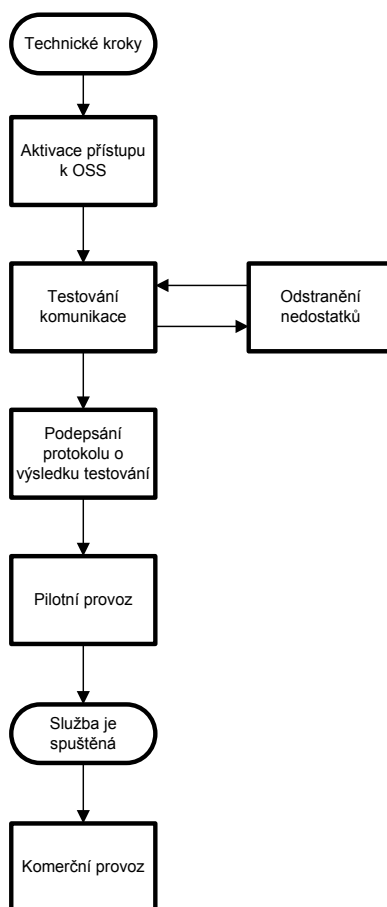 Technické kroky
Aktivace přístupu
k OSS
Testování
komunikace
Odstranění
nedostatků
Podepsání
protokolu o
výsledku testování
Pilotní provoz
Služba je
spuštěná
Komerční provoz